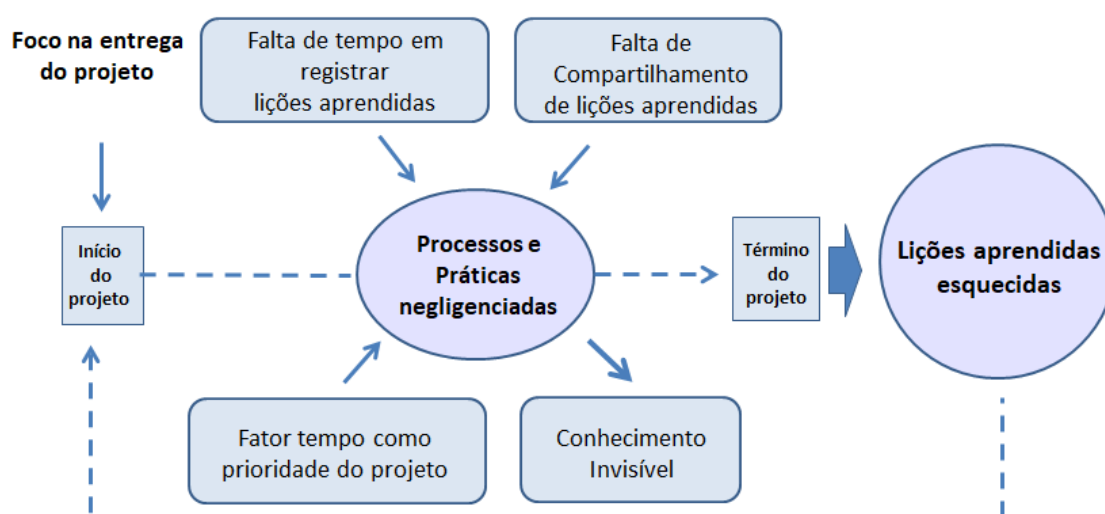 Foco na entrega
do projeto
Falta de tempo em
registrar
lições aprendidas
Falta de
Compartilhamento
de lições aprendidas
Início
do
projeto
Processos e
Práticas
negligenciadas
Término
do
projeto
Lições aprendidas
esquecidas
Fator tempo como
prioridade do projeto
Conhecimento
Invisível